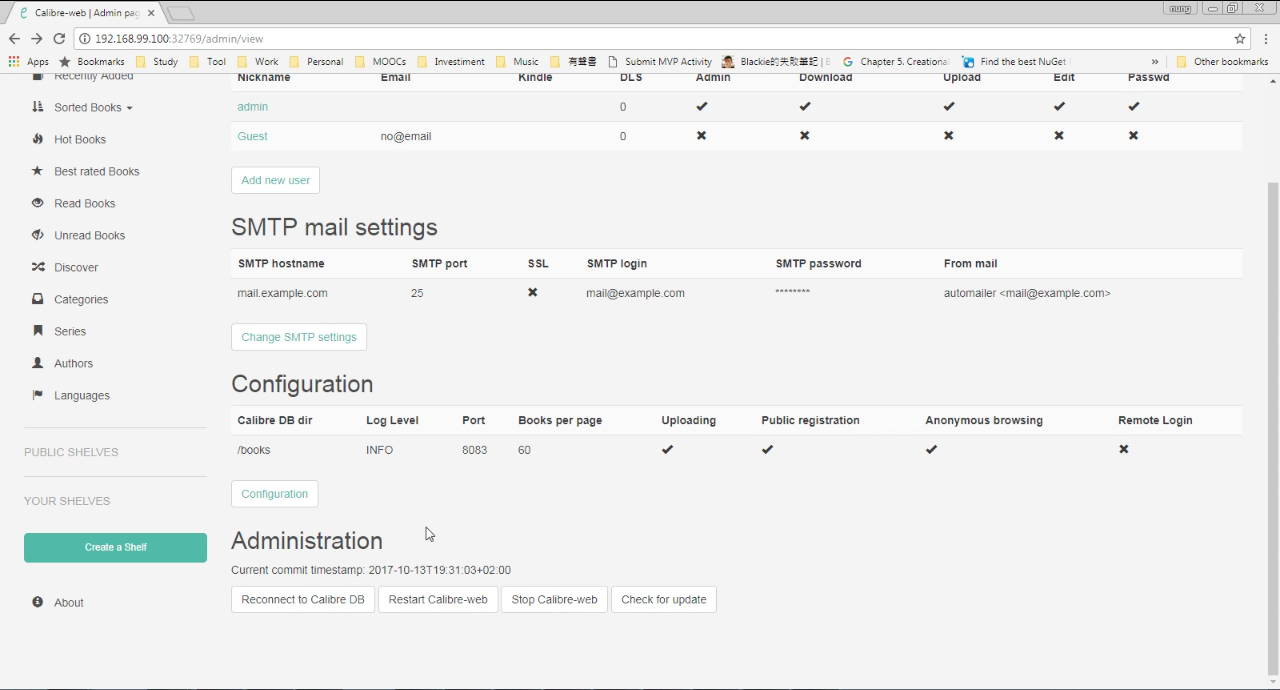 Calibre-web | Admin pag
192.168.99.100:32769/admin/view
Apps Bookmarks Study Tool Work Personal MOOCs Investiment Music 有聲書 Submit MVP Activity Blackie的失敗筆記 | Chapter 5. Creational Find the best NuGet » Other bookmarks
Recently Added
Sorted Books
Hot Books
Best rated Books
Read Books
Unread Books
Discover
Categories
Series
Authors
Languages
PUBLIC SHELVES
YOUR SHELVES
Create a Shelf
About
Nickname Email Kindle DLS Admin Download Upload Edit Passwd
admin 0
Guest no@email 0
Add new user
SMTP mail settings
SMTP hostname SMTP port SSL SMTP login SMTP password From mail
mail.example.com 25 mail@example.com ******** automailer <mail@example.com>
Change SMTP settings
Configuration
Calibre DB dir Log Level Port Books per page Uploading Public registration Anonymous browsing Remote Login
/books INFO 8083 60
Configuration
Administration
Current commit timestamp: 2017-10-13T19:31:03+02:00
Reconnect to Calibre DB Restart Calibre-web Stop Calibre-web Check for update